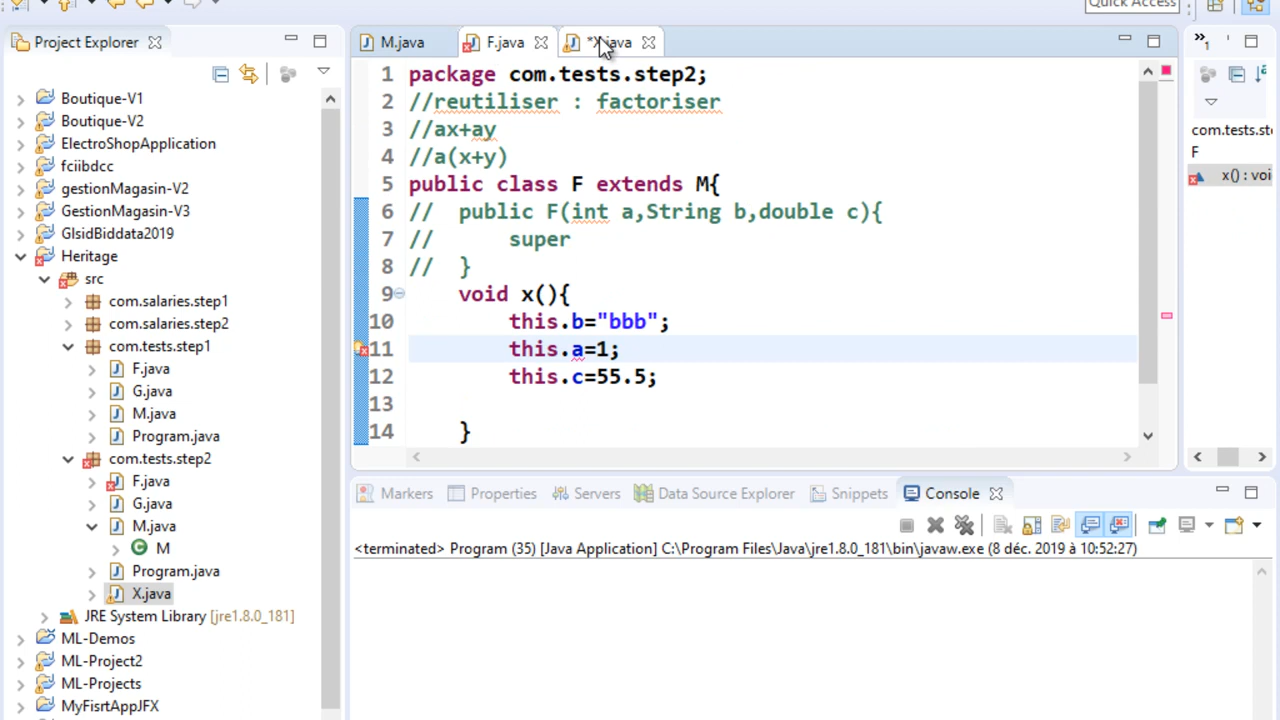 Quick Access
Project Explorer
Boutique-V1
Boutique-V2
ElectroShopApplication
fciibdcc
gestionMagasin-V2
GestionMagasin-V3
GlsidBiddata2019
Heritage
src
com.salaries.step1
com.salaries.step2
com.tests.step1
F.java
G.java
M.java
Program.java
com.tests.step2
F.java
G.java
M.java
M
Program.java
X.java
JRE System Library [jre1.8.0_181]
ML-Demos
ML-Project2
ML-Projects
MyFisrtAppJFX
M.java F.java *X.java
1 package com.tests.step2;
2 //reutiliser : factoriser
3 //ax+ay
4 //a(x+y)
5 public class F extends M{
6 // public F(int a,String b,double c){
7 // super
8 // }
9 void x(){
10 this.b="bbb";
11 this.a=1;
12 this.c=55.5;
13
14 }
com.tests.
F
x() : voi
Markers Properties Servers Data Source Explorer Snippets Console
<terminated> Program (35) [Java Application] C:\Program Files\Java\jre1.8.0_181\bin\javaw.exe (8 déc. 2019 à 10:52:27)